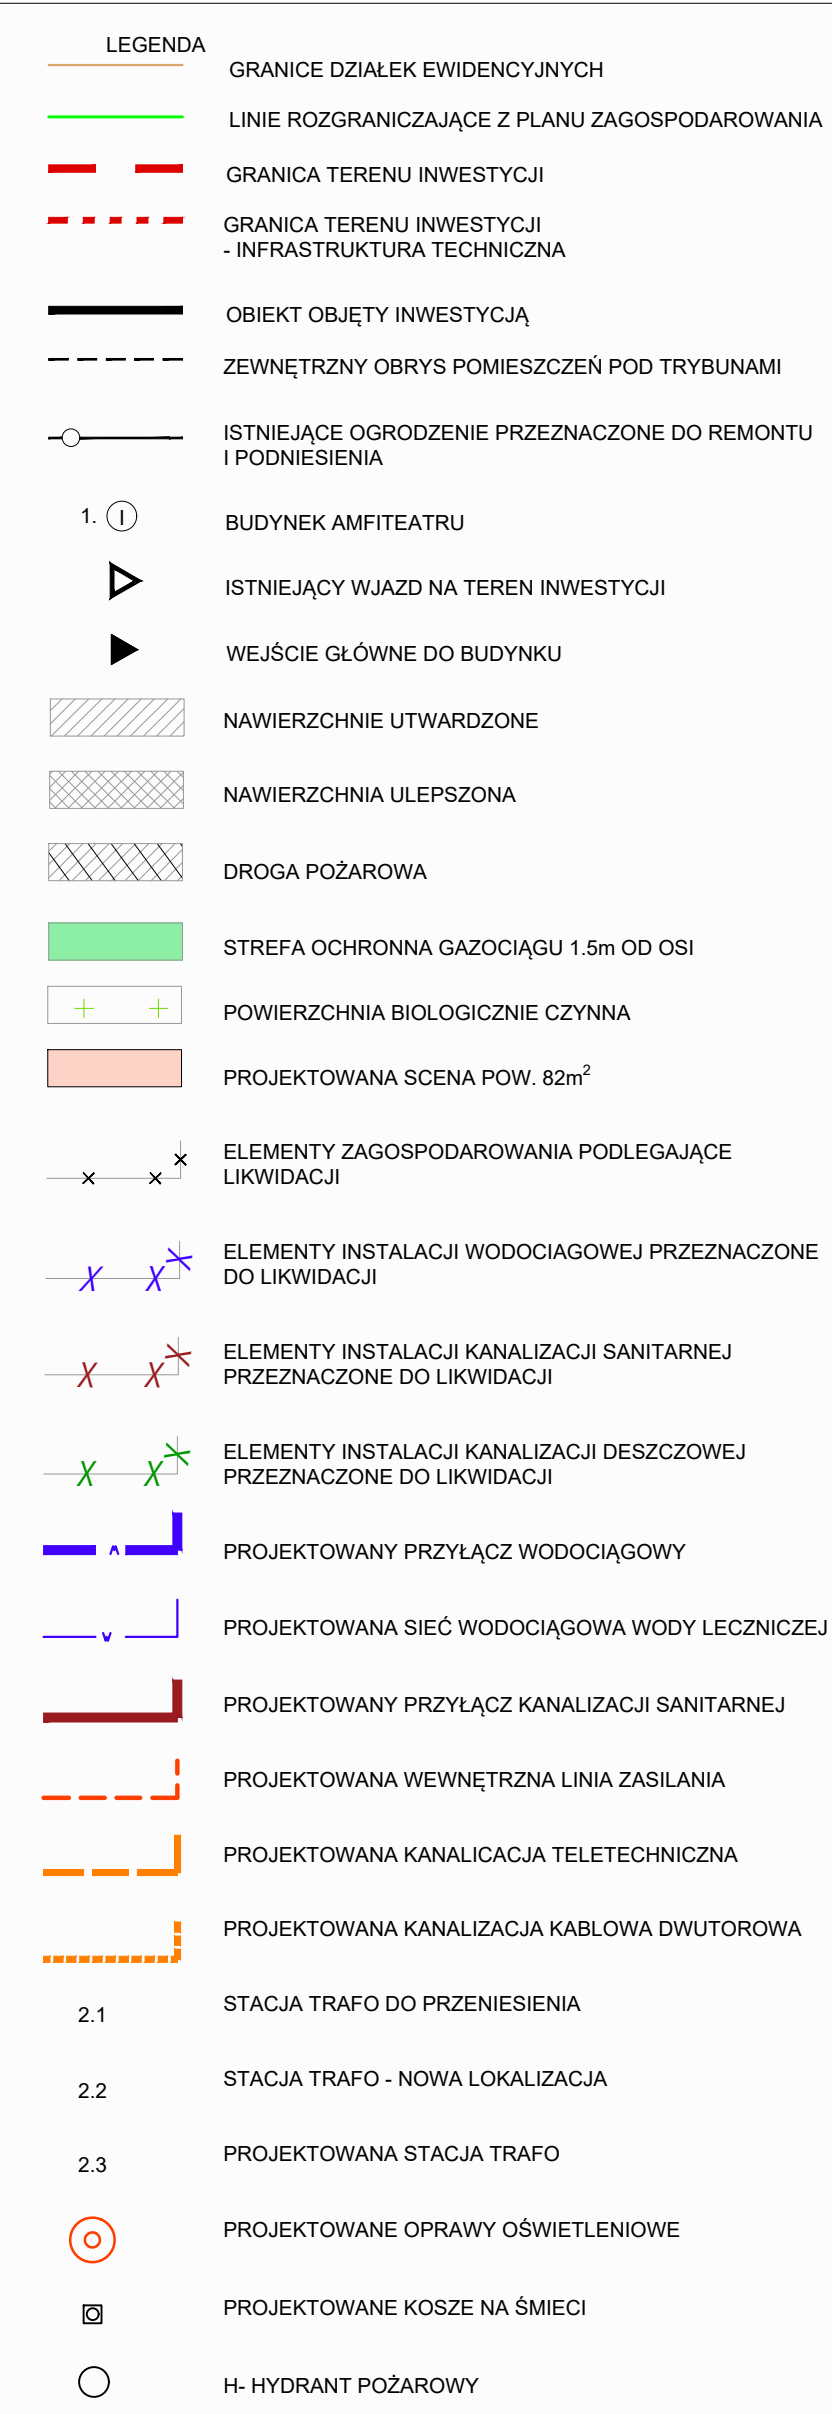 LEGENDA
GRANICE DZIAŁEK EWIDENCYJNYCH
LINIE ROZGRANICZAJĄCE Z PLANU ZAGOSPODAROWANIA
GRANICA TERENU INWESTYCJI
GRANICA TERENU INWESTYCJI
- INFRASTRUKTURA TECHNICZNA
OBIEKT OBJĘTY INWESTYCJĄ
ZEWNĘTRZNY OBRYS POMIESZCZEŃ POD TRYBUNAMI
ISTNIEJĄCE OGRODZENIE PRZEZNACZONE DO REMONTU
I PODNIESIENIA
1. I BUDYNEK AMFITEATRU
ISTNIEJĄCY WJAZD NA TEREN INWESTYCJI
WEJŚCIE GŁÓWNE DO BUDYNKU
NAWIERZCHNIE UTWARDZONE
NAWIERZCHNIA ULEPSZONA
DROGA POŻAROWA
STREFA OCHRONNA GAZOCIĄGU 1.5m OD OSI
POWIERZCHNIA BIOLOGICZNIE CZYNNA
PROJEKTOWANA SCENA POW. 82m²
ELEMENTY ZAGOSPODAROWANIA PODLEGAJĄCE
LIKWIDACJI
ELEMENTY INSTALACJI WODOCIAGOWEJ PRZEZNACZONE
DO LIKWIDACJI
ELEMENTY INSTALACJI KANALIZACJI SANITARNEJ
PRZEZNACZONE DO LIKWIDACJI
ELEMENTY INSTALACJI KANALIZACJI DESZCZOWEJ
PRZEZNACZONE DO LIKWIDACJI
PROJEKTOWANY PRZYŁĄCZ WODOCIĄGOWY
PROJEKTOWANA SIEĆ WODOCIĄGOWA WODY LECZNICZEJ
PROJEKTOWANY PRZYŁĄCZ KANALIZACJI SANITARNEJ
PROJEKTOWANA WEWNĘTRZNA LINIA ZASILANIA
PROJEKTOWANA KANALICACJA TELETECHNICZNA
PROJEKTOWANA KANALIZACJA KABLOWA DWUTOROWA
2.1 STACJA TRAFO DO PRZENIESIENIA
2.2 STACJA TRAFO - NOWA LOKALIZACJA
2.3 PROJEKTOWANA STACJA TRAFO
PROJEKTOWANE OPRAWY OŚWIETLENIOWE
PROJEKTOWANE KOSZE NA ŚMIECI
H- HYDRANT POŻAROWY